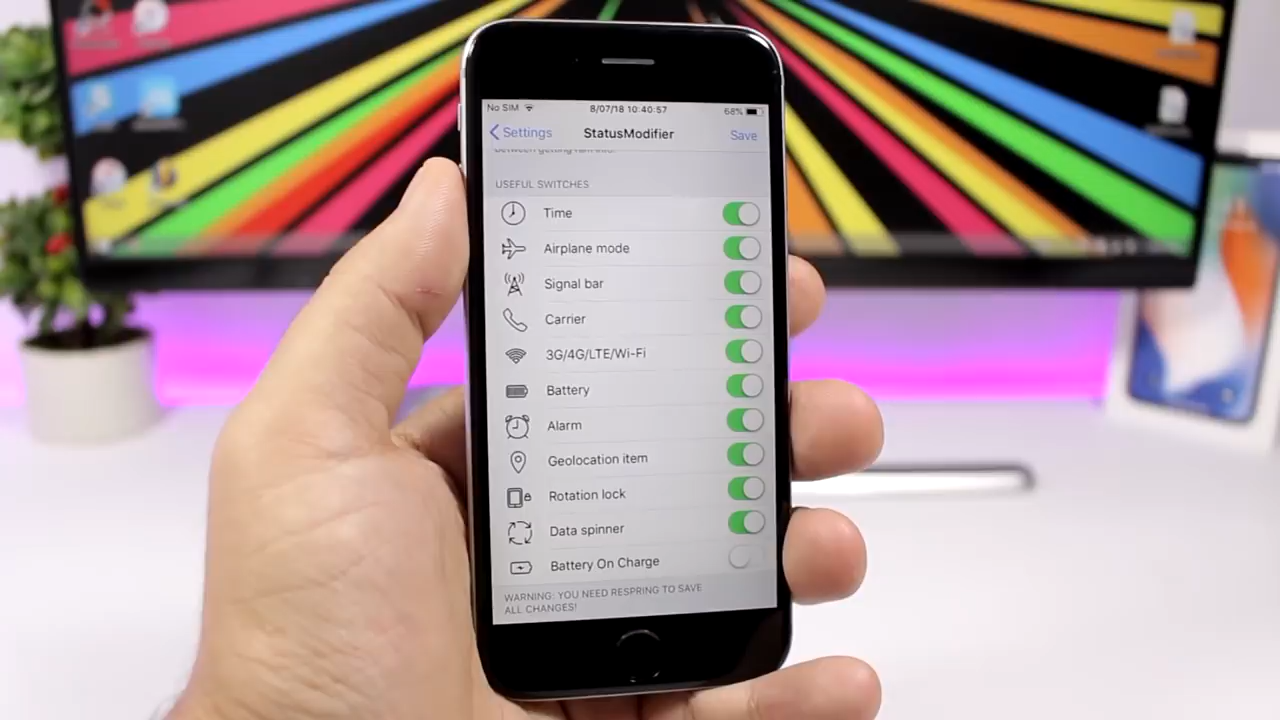 No SIM 8/07/18 10:40:57 68%
Settings StatusModifier Save
USEFUL SWITCHES
Time
Airplane mode
Signal bar
Carrier
3G/4G/LTE/Wi-Fi
Battery
Alarm
Geolocation item
Rotation lock
Data spinner
Battery On Charge
WARNING: YOU NEED RESPRING TO SAVE
ALL CHANGES!